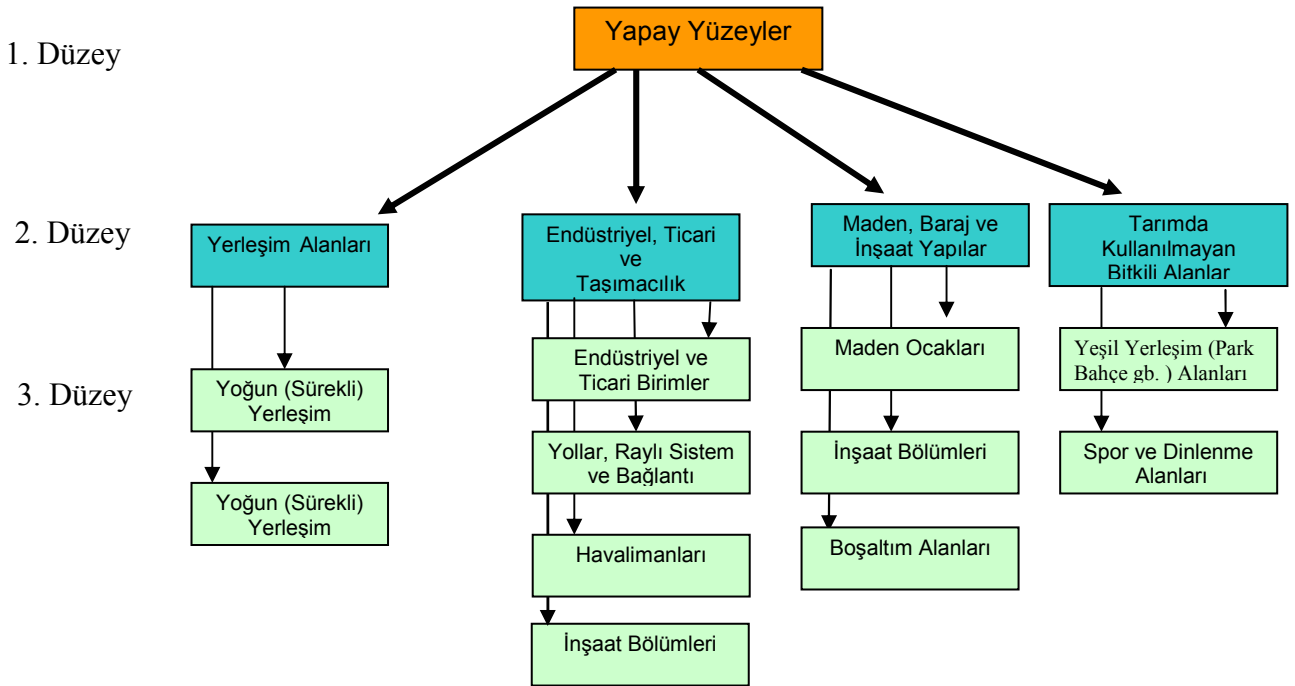 Yapay Yüzeyler
1. Düzey
2. Düzey
Yerleşim Alanları
Endüstriyel, Ticari
ve
Taşımacılık
Maden, Baraj ve
İnşaat Yapılar
Tarımda
Kullanılmayan
Bitkili Alanlar
3. Düzey
Yoğun (Sürekli)
Yerleşim
Yoğun (Sürekli)
Yerleşim
Endüstriyel ve
Ticari Birimler
Yollar, Raylı Sistem
ve Bağlantı
Havalimanları
İnşaat Bölümleri
Maden Ocakları
İnşaat Bölümleri
Boşaltım Alanları
Yeşil Yerleşim (Park
Bahçe gb. ) Alanları
Spor ve Dinlenme
Alanları